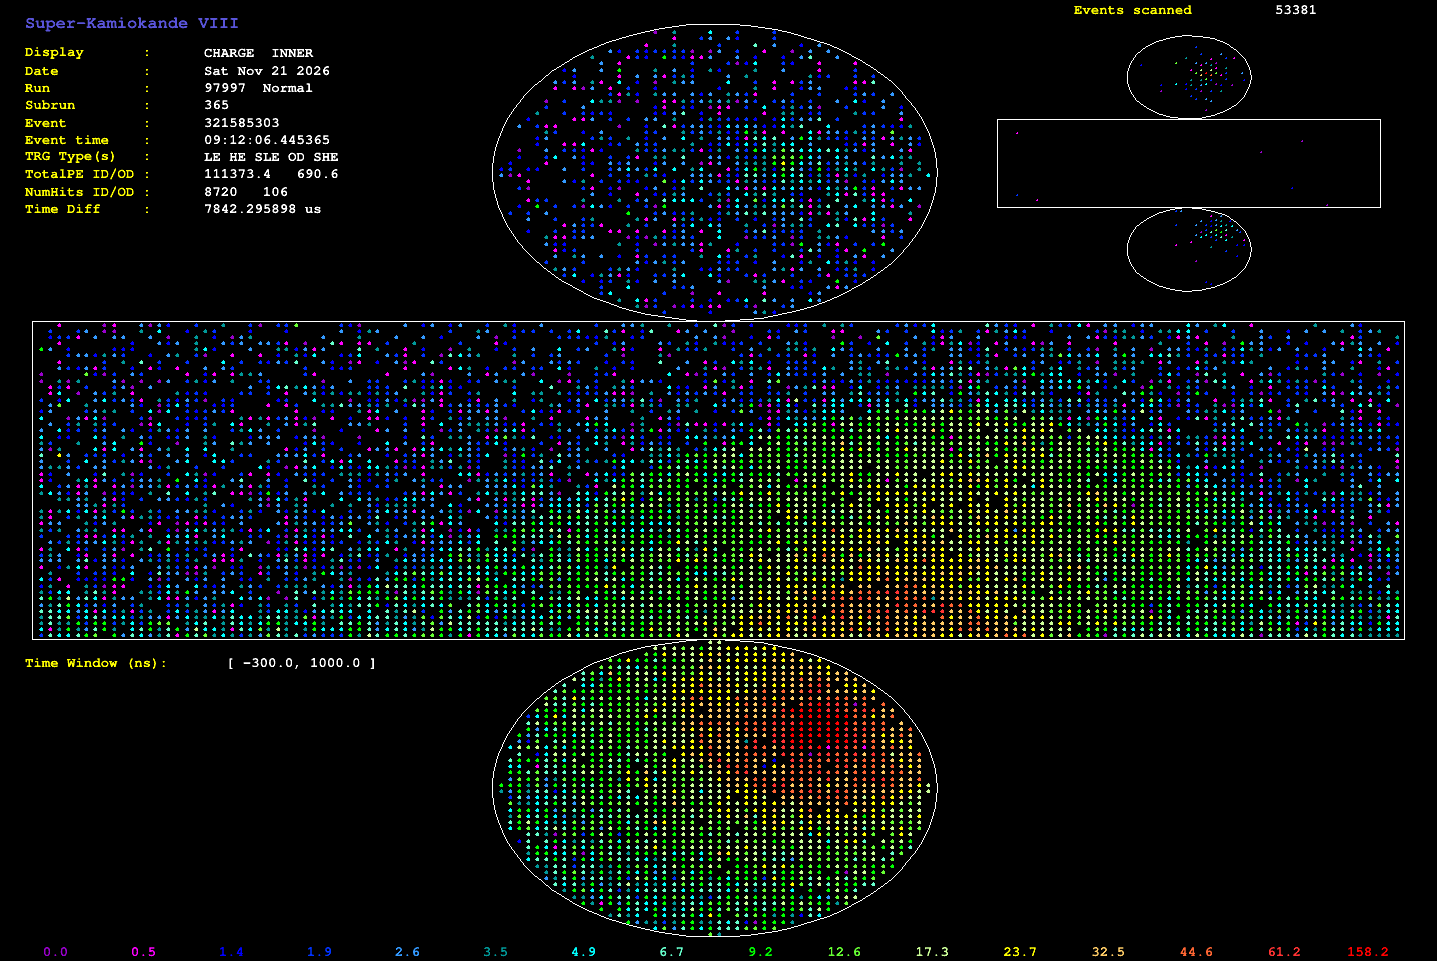 Super-Kamiokande VIII
Events scanned 53381
Display : CHARGE INNER
Date : Sat Nov 21 2026
Run : 97997 Normal
Subrun : 365
Event : 321585303
Event time : 09:12:06.445365
TRG Type(s) : LE HE SLE OD SHE
TotalPE ID/OD : 111373.4 690.6
NumHits ID/OD : 8720 106
Time Diff : 7842.295898 us
Time Window (ns): [ -300.0, 1000.0 ]
0.0 0.5 1.4 1.9 2.6 3.5 4.9 6.7 9.2 12.6 17.3 23.7 32.5 44.6 61.2 158.2